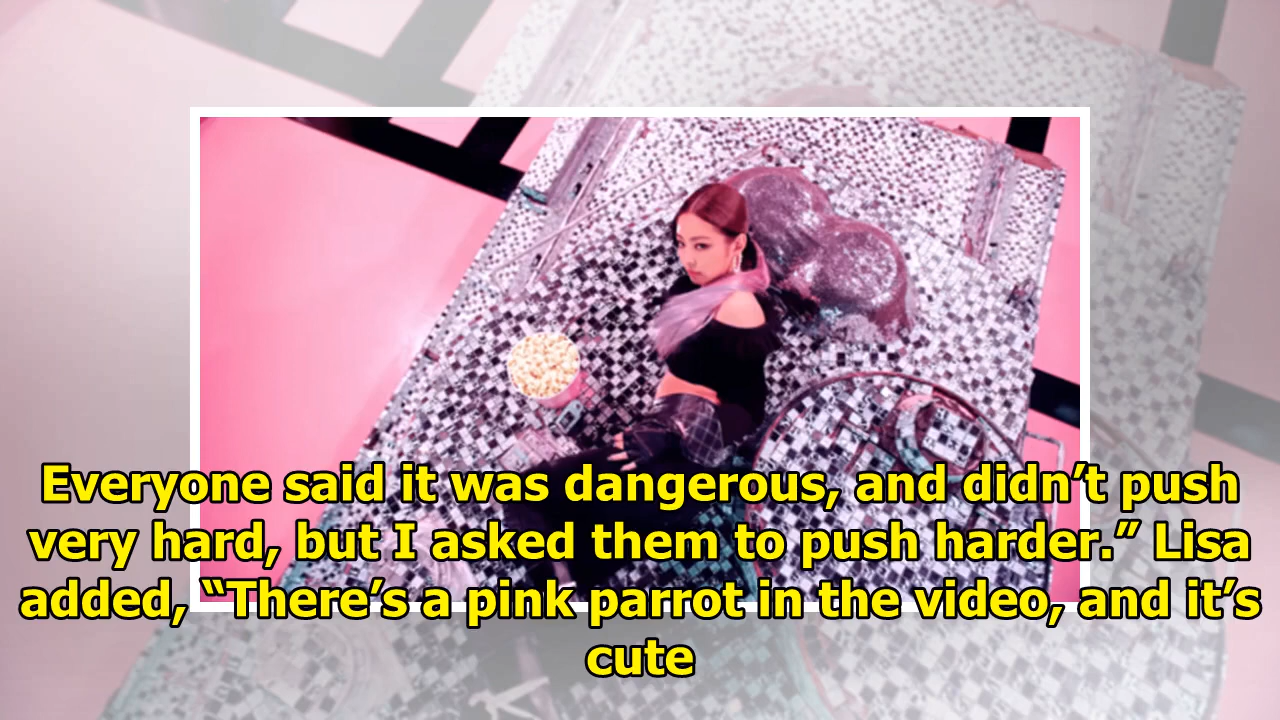 Everyone said it was dangerous, and didn’t push
very hard, but I asked them to push harder.” Lisa
added, “There’s a pink parrot in the video, and it’s
cute